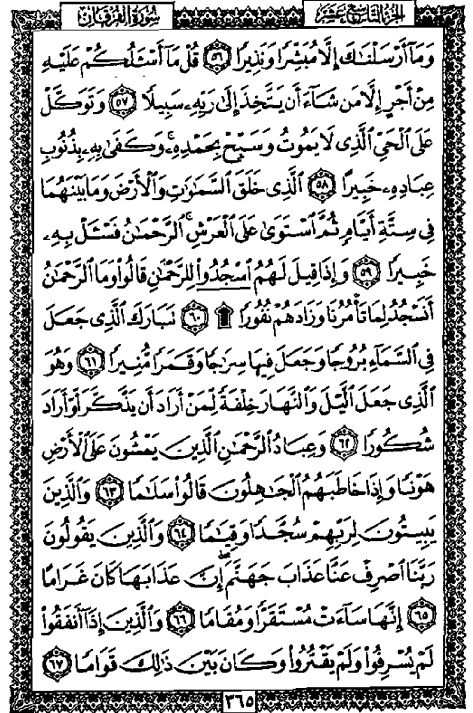 الجزء التاسع عشر سورة الفرقان
وَمَآ أَرْسَلْنَٰكَ إِلَّا مُبَشِّرًا وَنَذِيرًا ٥٦ قُلْ مَآ أَسْـَٔلُكُمْ عَلَيْهِ
مِنْ أَجْرٍ إِلَّا مَن شَآءَ أَن يَتَّخِذَ إِلَىٰ رَبِّهِۦ سَبِيلًا ٥٧ وَتَوَكَّلْ
عَلَى ٱلْحَىِّ ٱلَّذِى لَا يَمُوتُ وَسَبِّحْ بِحَمْدِهِۦ ۚ وَكَفَىٰ بِهِۦ بِذُنُوبِ
عِبَادِهِۦ خَبِيرًا ٥٨ ٱلَّذِى خَلَقَ ٱلسَّمَٰوَٰتِ وَٱلْأَرْضَ وَمَا بَيْنَهُمَا
فِى سِتَّةِ أَيَّامٍ ثُمَّ ٱسْتَوَىٰ عَلَى ٱلْعَرْشِ ۚ ٱلرَّحْمَٰنُ فَسْـَٔلْ بِهِۦ
خَبِيرًا ٥٩ وَإِذَا قِيلَ لَهُمُ ٱسْجُدُوا۟ لِلرَّحْمَٰنِ قَالُوا۟ وَمَا ٱلرَّحْمَٰنُ
أَنَسْجُدُ لِمَا تَأْمُرُنَا وَزَادَهُمْ نُفُورًا ۩ ٦٠ تَبَارَكَ ٱلَّذِى جَعَلَ
فِى ٱلسَّمَآءِ بُرُوجًا وَجَعَلَ فِيهَا سِرَٰجًا وَقَمَرًا مُّنِيرًا ٦١ وَهُوَ
ٱلَّذِى جَعَلَ ٱلَّيْلَ وَٱلنَّهَارَ خِلْفَةً لِّمَنْ أَرَادَ أَن يَذَّكَّرَ أَوْ أَرَادَ
شُكُورًا ٦٢ وَعِبَادُ ٱلرَّحْمَٰنِ ٱلَّذِينَ يَمْشُونَ عَلَى ٱلْأَرْضِ
هَوْنًا وَإِذَا خَاطَبَهُمُ ٱلْجَٰهِلُونَ قَالُوا۟ سَلَٰمًا ٦٣ وَٱلَّذِينَ
يَبِيتُونَ لِرَبِّهِمْ سُجَّدًا وَقِيَٰمًا ٦٤ وَٱلَّذِينَ يَقُولُونَ
رَبَّنَا ٱصْرِفْ عَنَّا عَذَابَ جَهَنَّمَ ۖ إِنَّ عَذَابَهَا كَانَ غَرَامًا
٦٥ إِنَّهَا سَآءَتْ مُسْتَقَرًّا وَمُقَامًا ٦٦ وَٱلَّذِينَ إِذَآ أَنفَقُوا۟
لَمْ يُسْرِفُوا۟ وَلَمْ يَقْتُرُوا۟ وَكَانَ بَيْنَ ذَٰلِكَ قَوَامًا ٦٧
٣٦٥